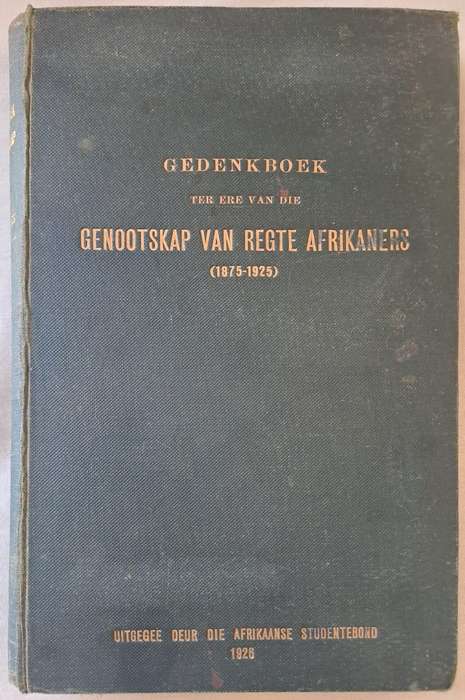 GEDENKBOEK
TER ERE VAN DIE
GENOOTSKAP VAN REGTE AFRIKANERS
(1875-1925)
UITGEGEE DEUR DIE AFRIKAANSE STUDENTEBOND
1926